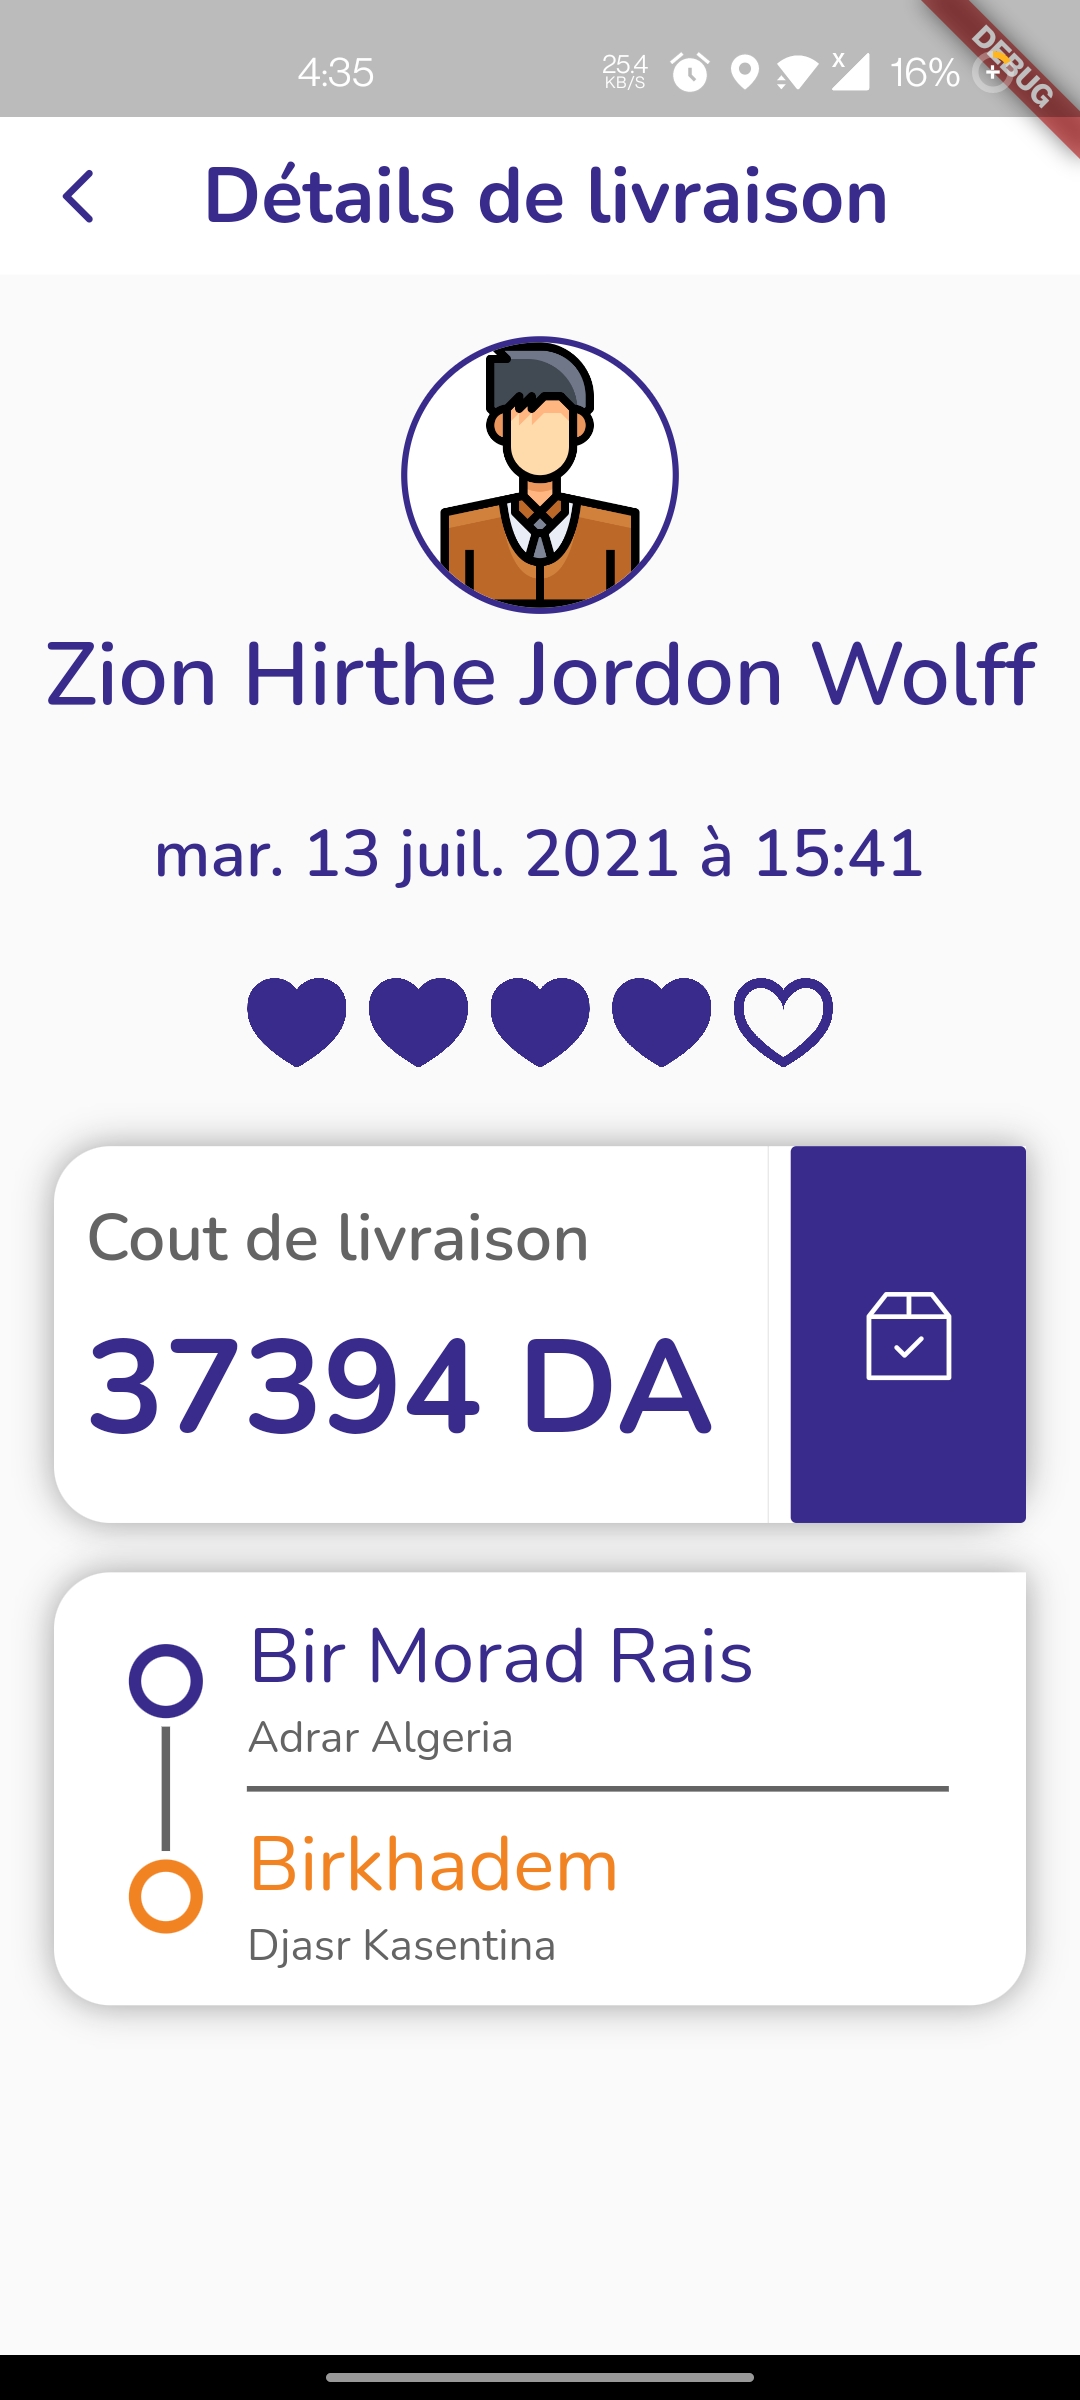 4:35
25.4
KB/S
X
16%
DEBUG
Détails de livraison
Zion Hirthe Jordon Wolff
mar. 13 juil. 2021 à 15:41
Cout de livraison
37394 DA
Bir Morad Rais
Adrar Algeria
Birkhadem
Djasr Kasentina